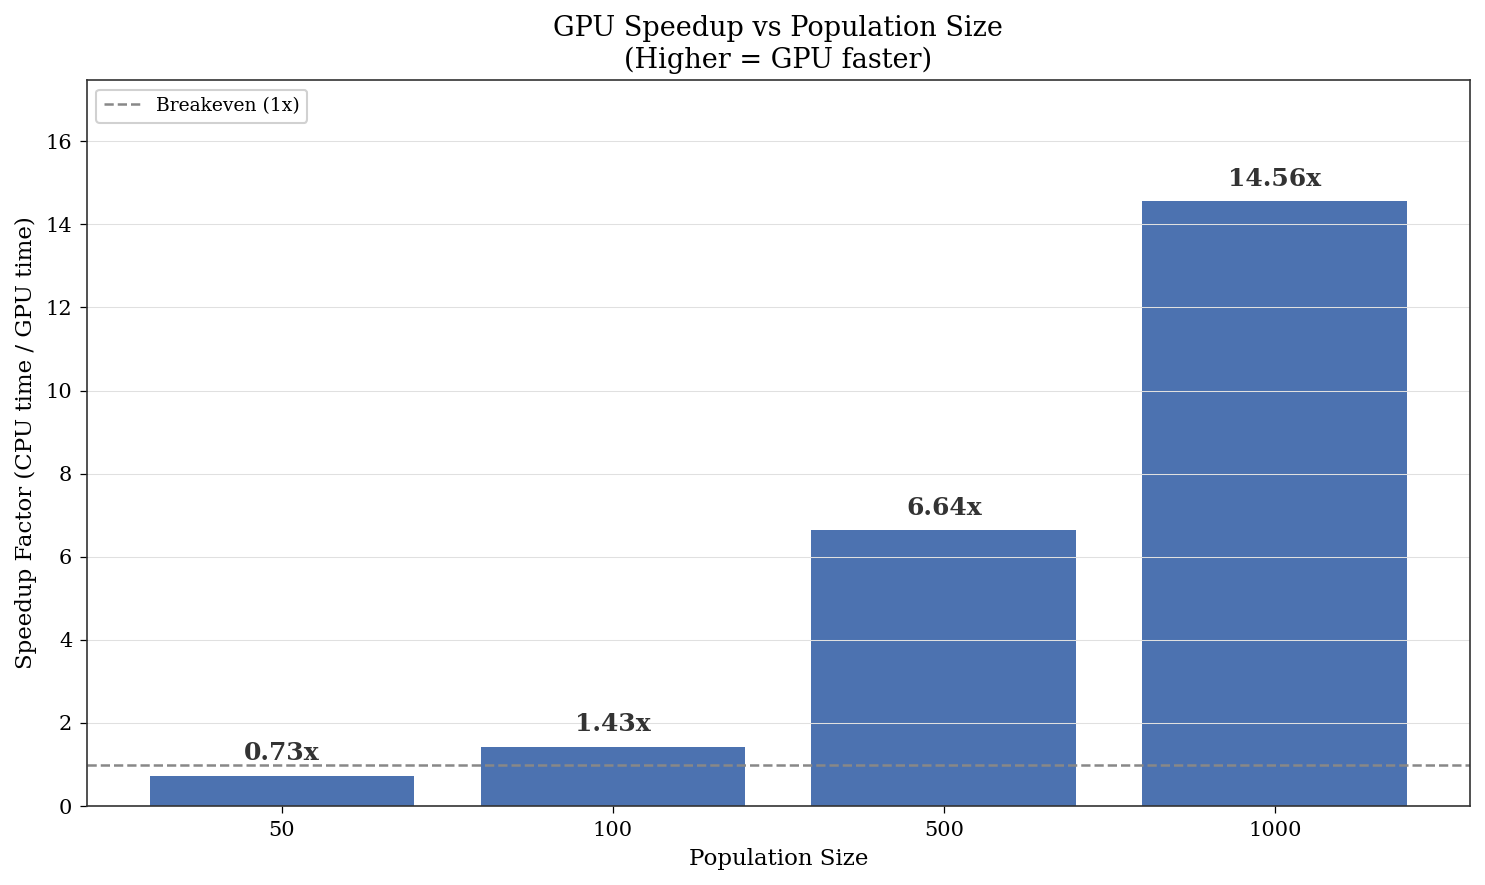 GPU Speedup vs Population Size
(Higher = GPU faster)
Breakeven (1x)
Speedup Factor (CPU time / GPU time)
16
14
12
10
8
6
4
2
0
0.73x
1.43x
6.64x
14.56x
50
100
500
1000
Population Size